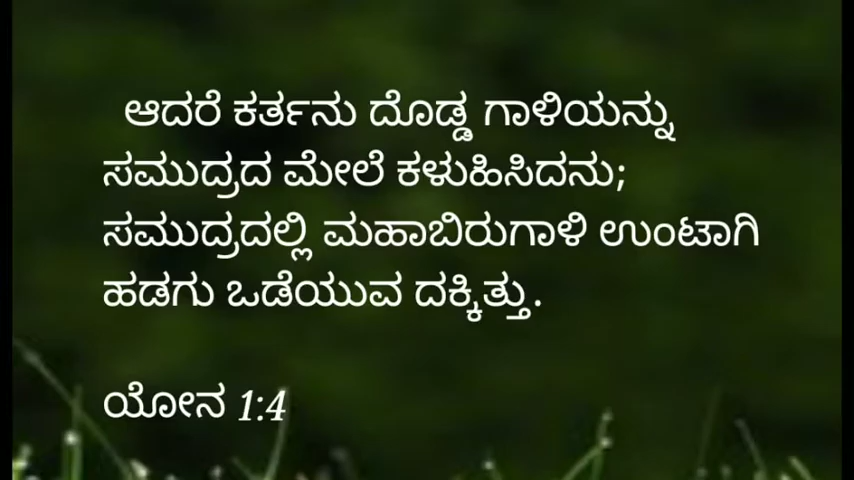 ಆದರೆ ಕರ್ತನು ದೊಡ್ಡ ಗಾಳಿಯನ್ನು
ಸಮುದ್ರದ ಮೇಲೆ ಕಳುಹಿಸಿದನು;
ಸಮುದ್ರದಲ್ಲಿ ಮಹಾಬಿರುಗಾಳಿ ಉಂಟಾಗಿ
ಹಡಗು ಒಡೆಯುವ ದಕ್ಕಿತ್ತು.
ಯೋನ 1:4